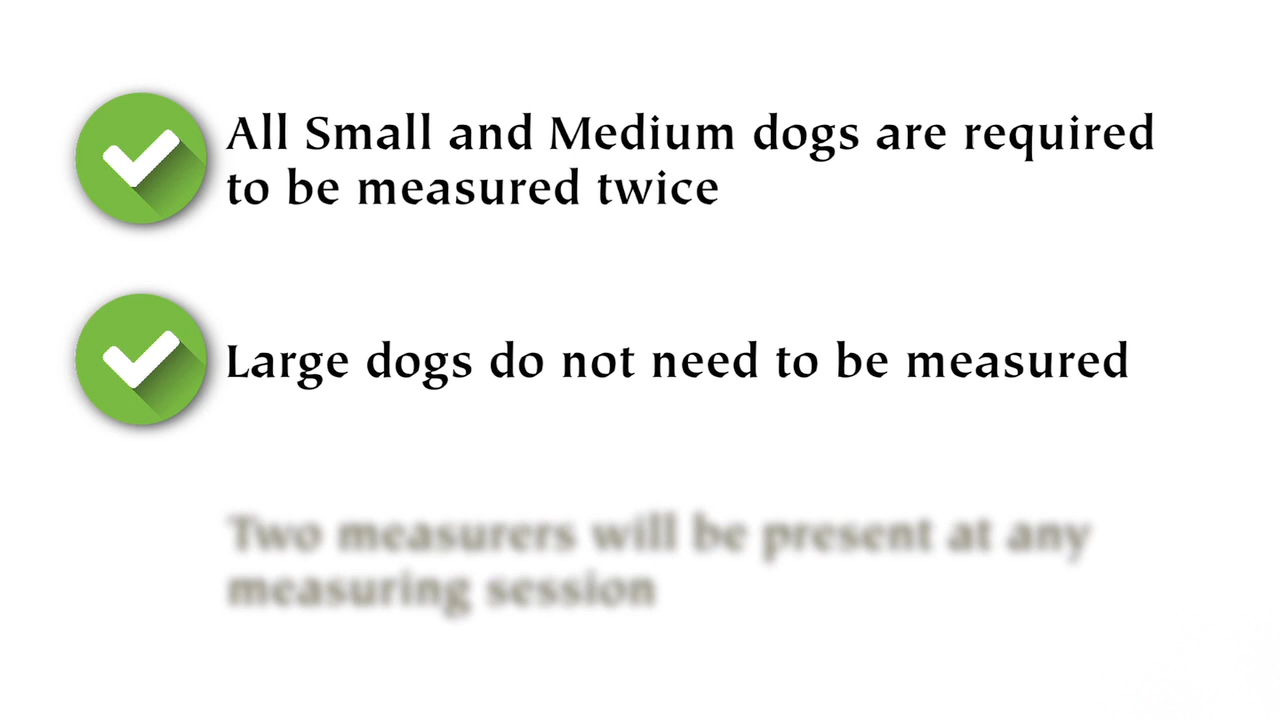 All Small and Medium dogs are required
to be measured twice
Large dogs do not need to be measured
Two measurers will be present at any
measuring session